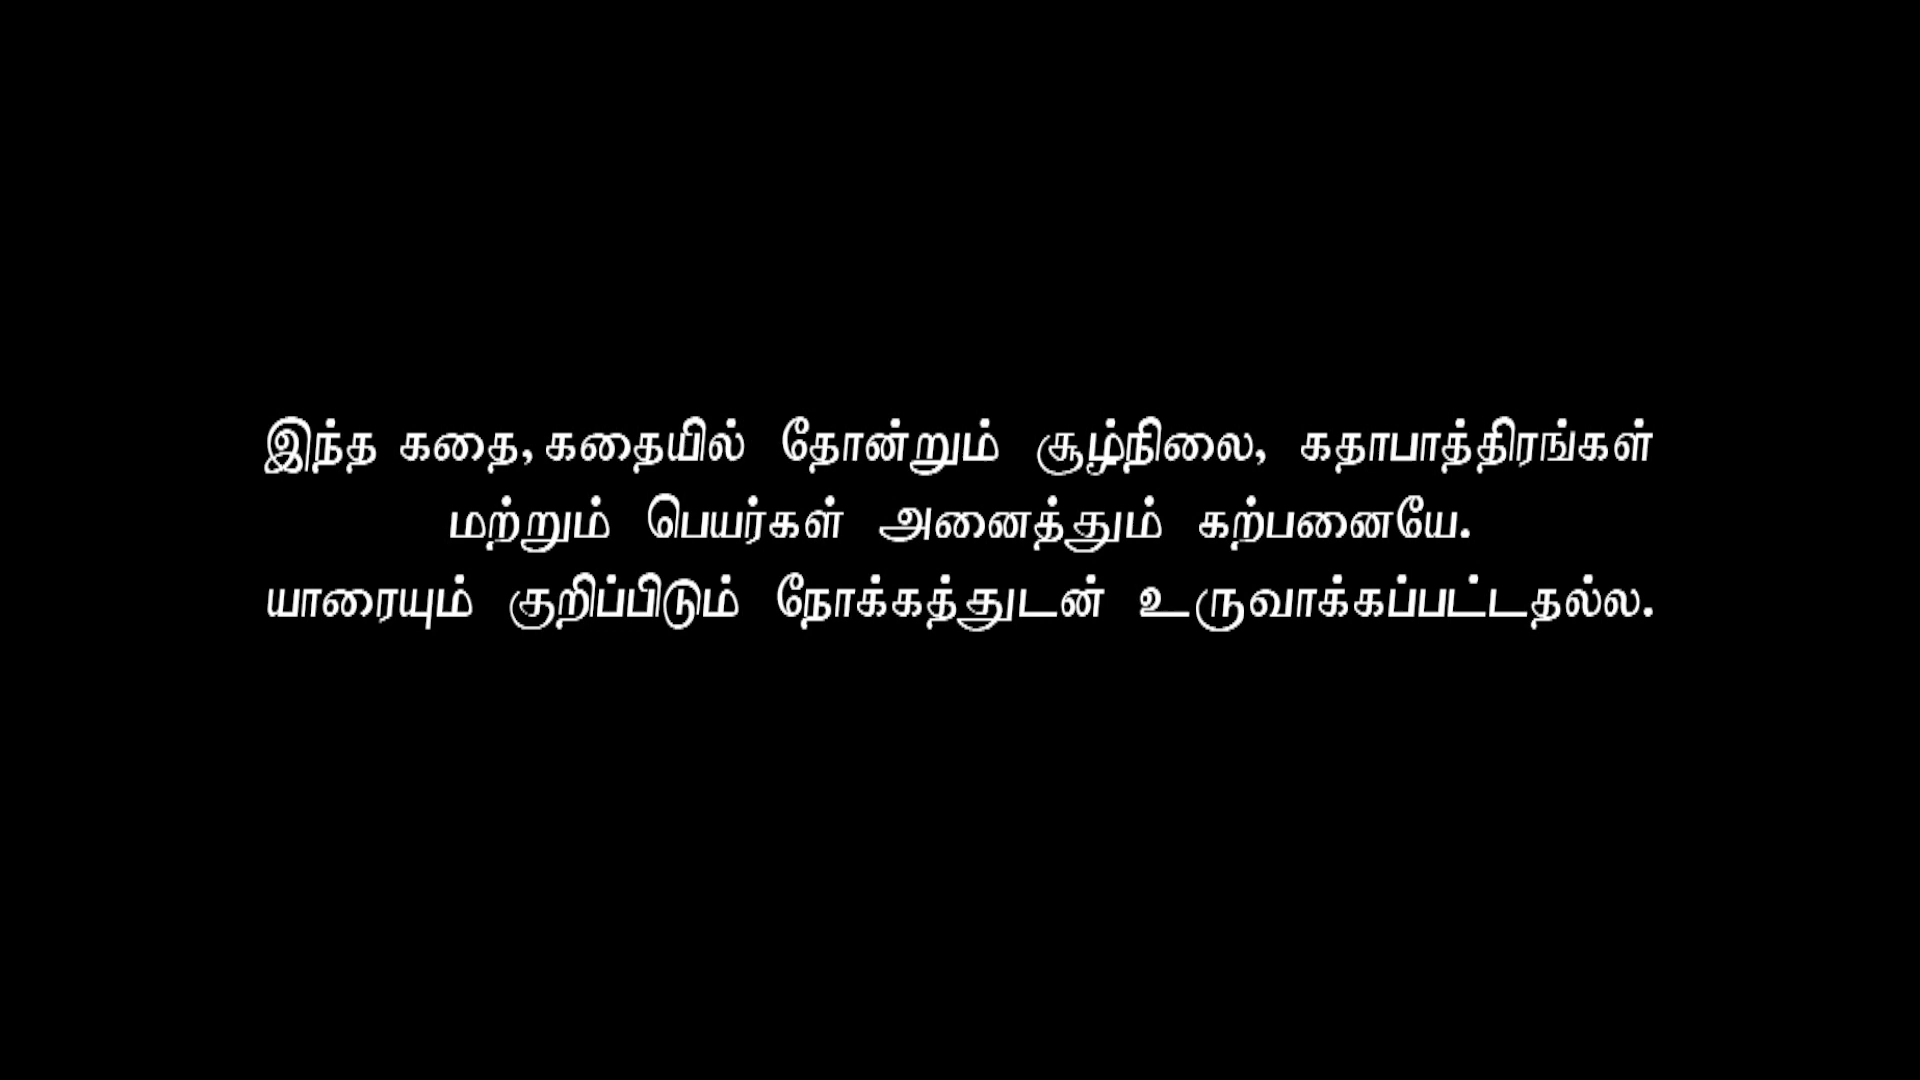 இந்த கதை, கதையில் தோன்றும் சூழ்நிலை, கதாபாத்திரங்கள்
மற்றும் பெயர்கள் அனைத்தும் கற்பனையே.
யாரையும் குறிப்பிடும் நோக்கத்துடன் உருவாக்கப்பட்டதல்ல.